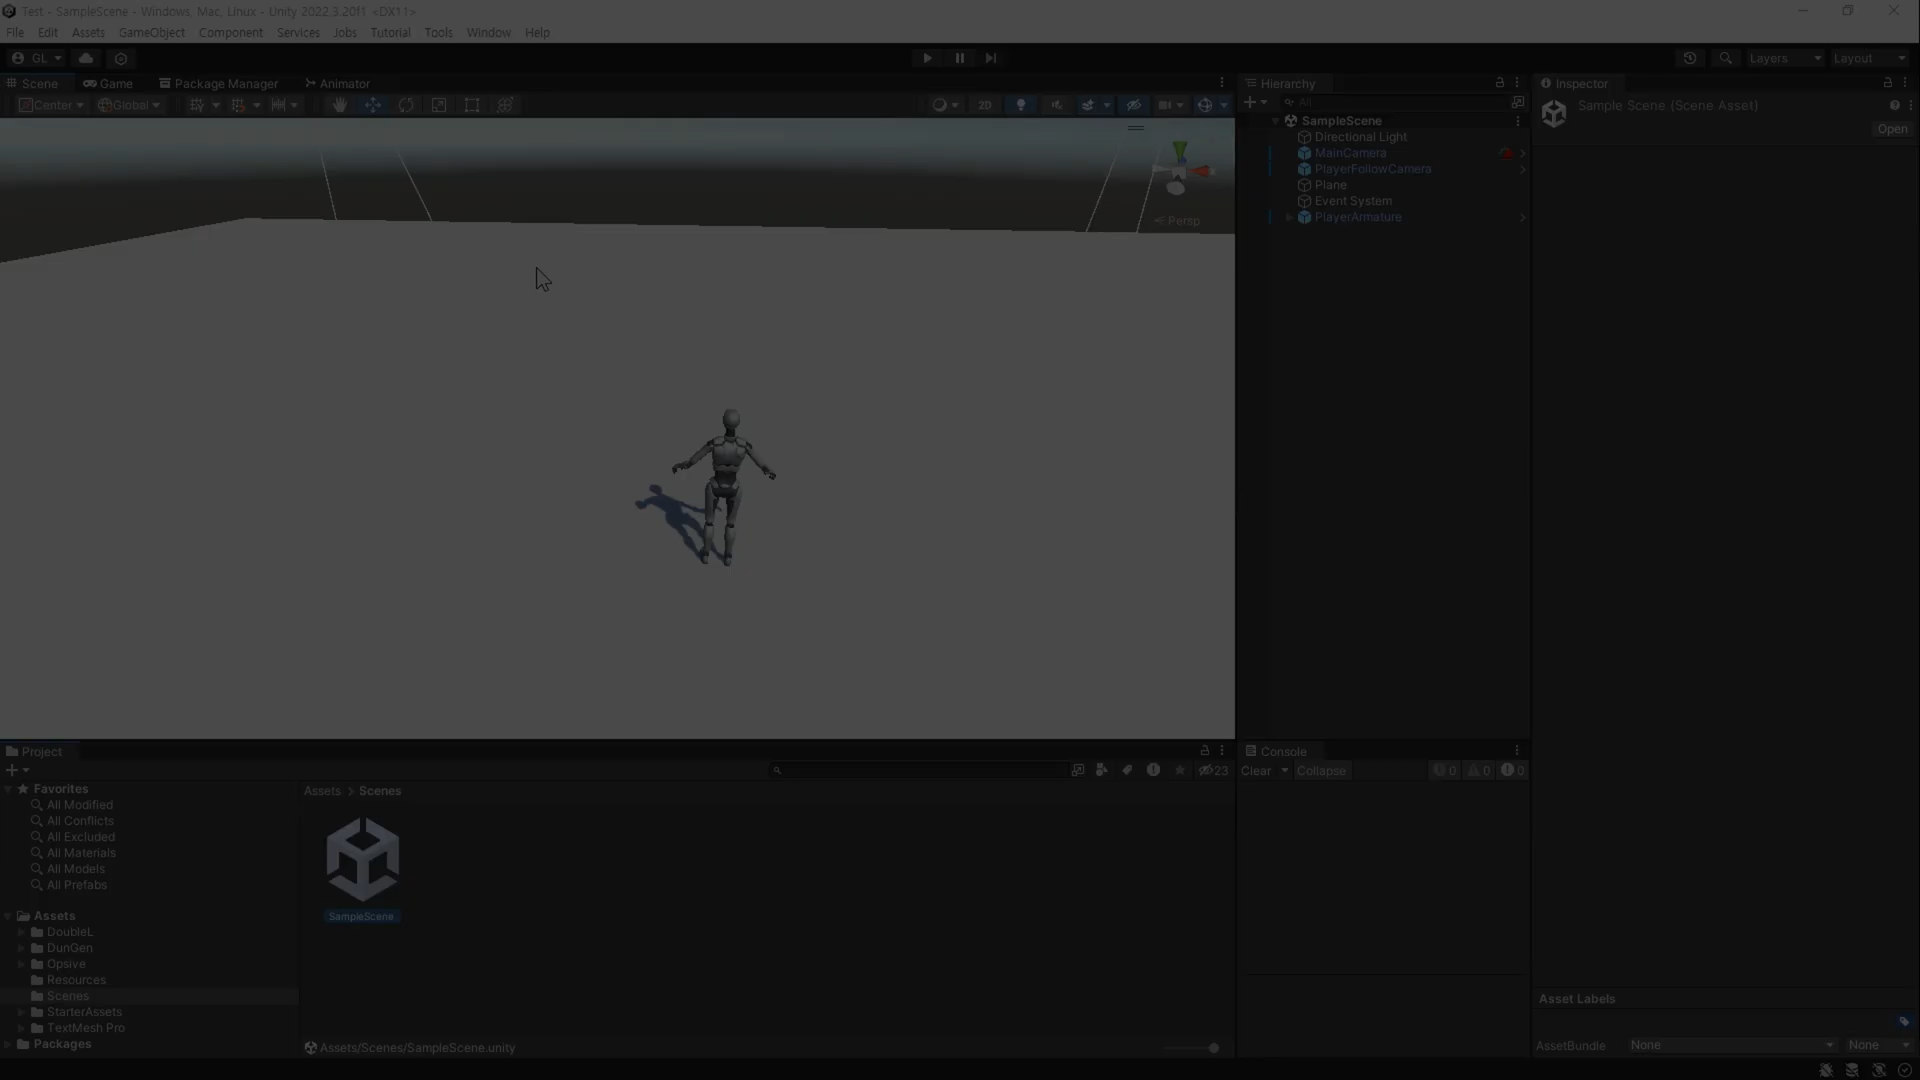 Test - SampleScene - Windows, Mac, Linux - Unity 2022.3.20f1 <DX11>
File Edit Assets GameObject Component Services Jobs Tutorial Tools Window Help
GL
Layers
Layout
Scene
Game
Package Manager
Animator
Center
Global
2D
Persp
Hierarchy
All
SampleScene
Directional Light
MainCamera
PlayerFollowCamera
Plane
Event System
PlayerArmature
Inspector
Sample Scene (Scene Asset)
Open
Project
23
Favorites
All Modified
All Conflicts
All Excluded
All Materials
All Models
All Prefabs
Assets
DoubleL
DunGen
Opsive
Resources
Scenes
StarterAssets
TextMesh Pro
Packages
Assets > Scenes
SampleScene
Assets/Scenes/SampleScene.unity
Console
Clear
Collapse
0
0
0
Asset Labels
AssetBundle
None
None